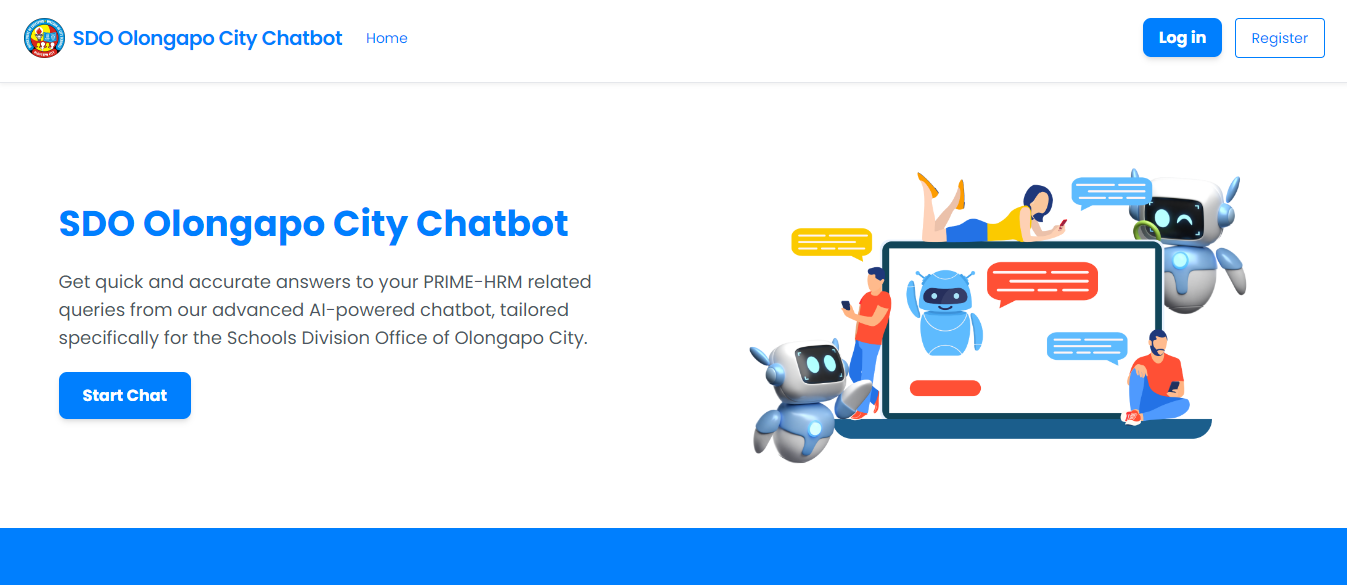 SDO Olongapo City Chatbot
Home
Log in
Register
SDO Olongapo City Chatbot
Get quick and accurate answers to your PRIME-HRM related
queries from our advanced AI-powered chatbot, tailored
specifically for the Schools Division Office of Olongapo City.
Start Chat